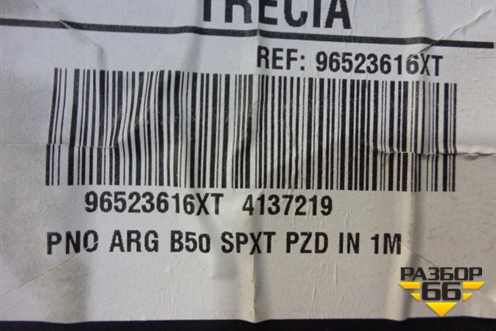 TRECIA
REF: 96523616XT
96523616XT 4137219
PNO ARG B50 SPXT PZD IN 1M
РАЗБОР
66